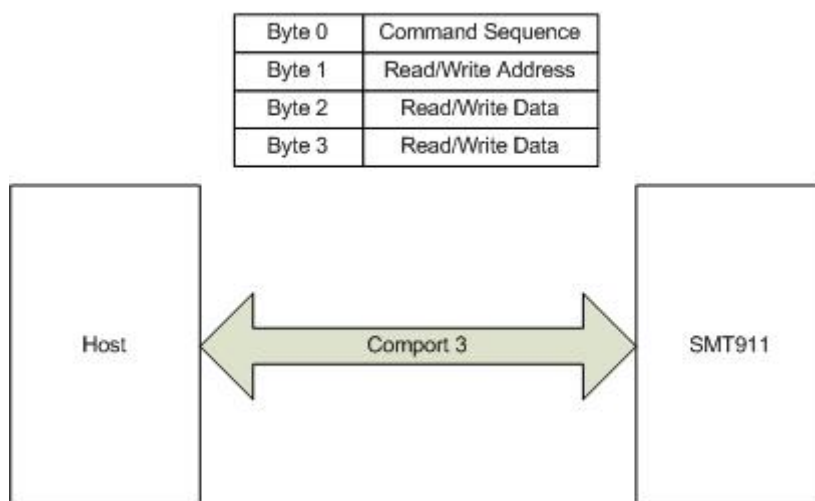 Byte 0 Command Sequence
Byte 1 Read/Write Address
Byte 2 Read/Write Data
Byte 3 Read/Write Data
Host Comport 3 SMT911